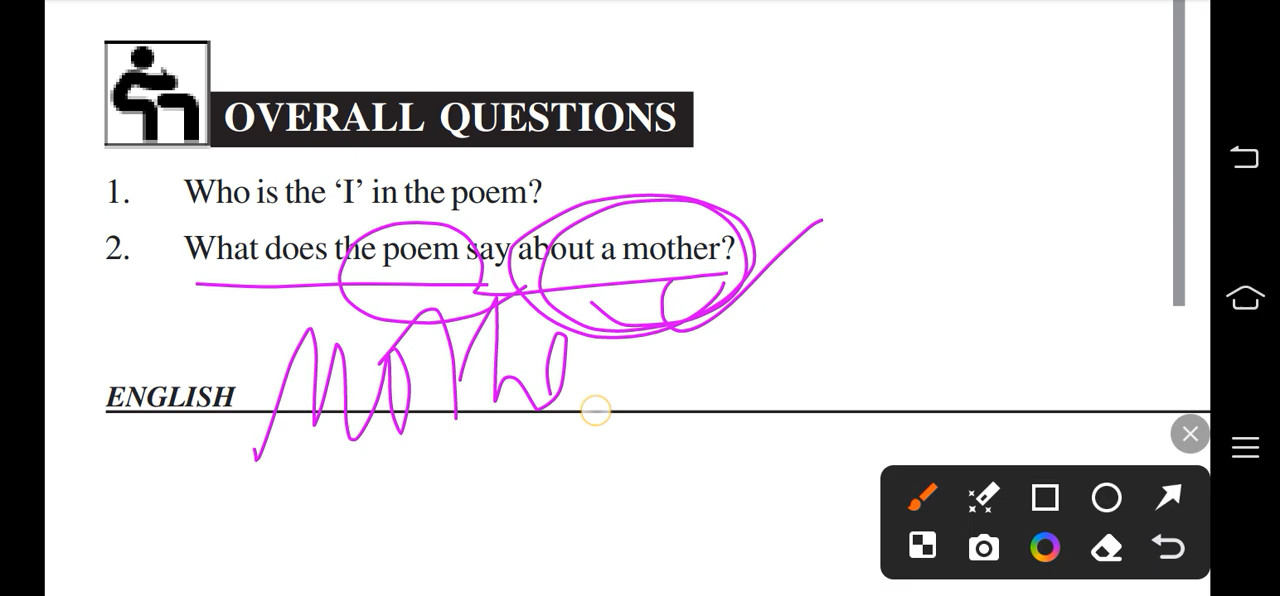 OVERALL QUESTIONS
1. Who is the ‘I’ in the poem?
2. What does the poem say about a mother?
ENGLISH